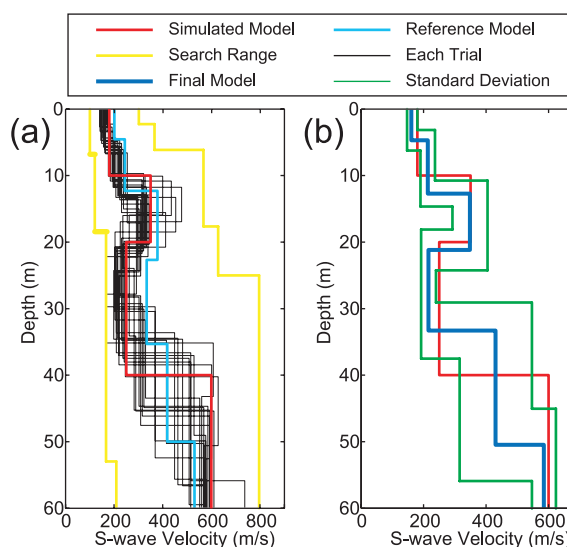 Simulated Model
Reference Model
Search Range
Each Trial
Final Model
Standard Deviation
(a)
(b)
0
10
20
30
40
50
60
Depth (m)
0
200
400
600
800
S-wave Velocity (m/s)
0
10
20
30
40
50
60
Depth (m)
0
200
400
600
S-wave Velocity (m/s)